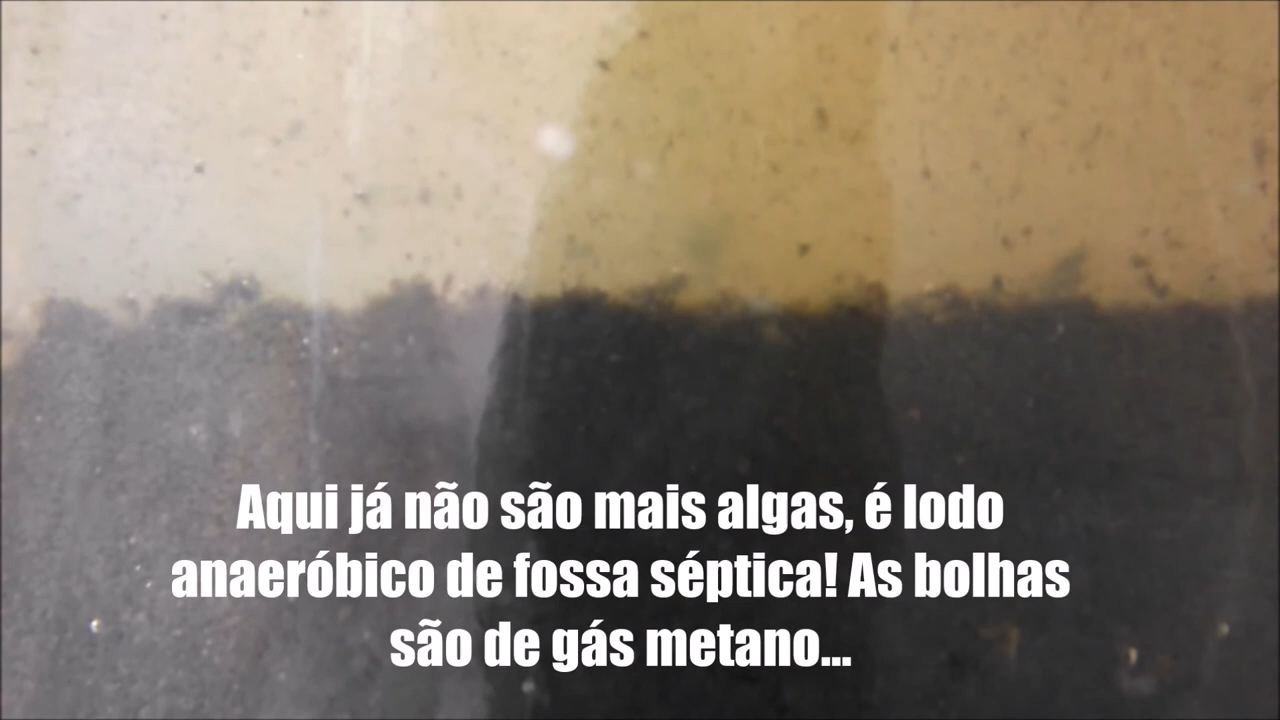 Aqui já não são mais algas, é lodo
anaeróbico de fossa séptica! As bolhas
são de gás metano...